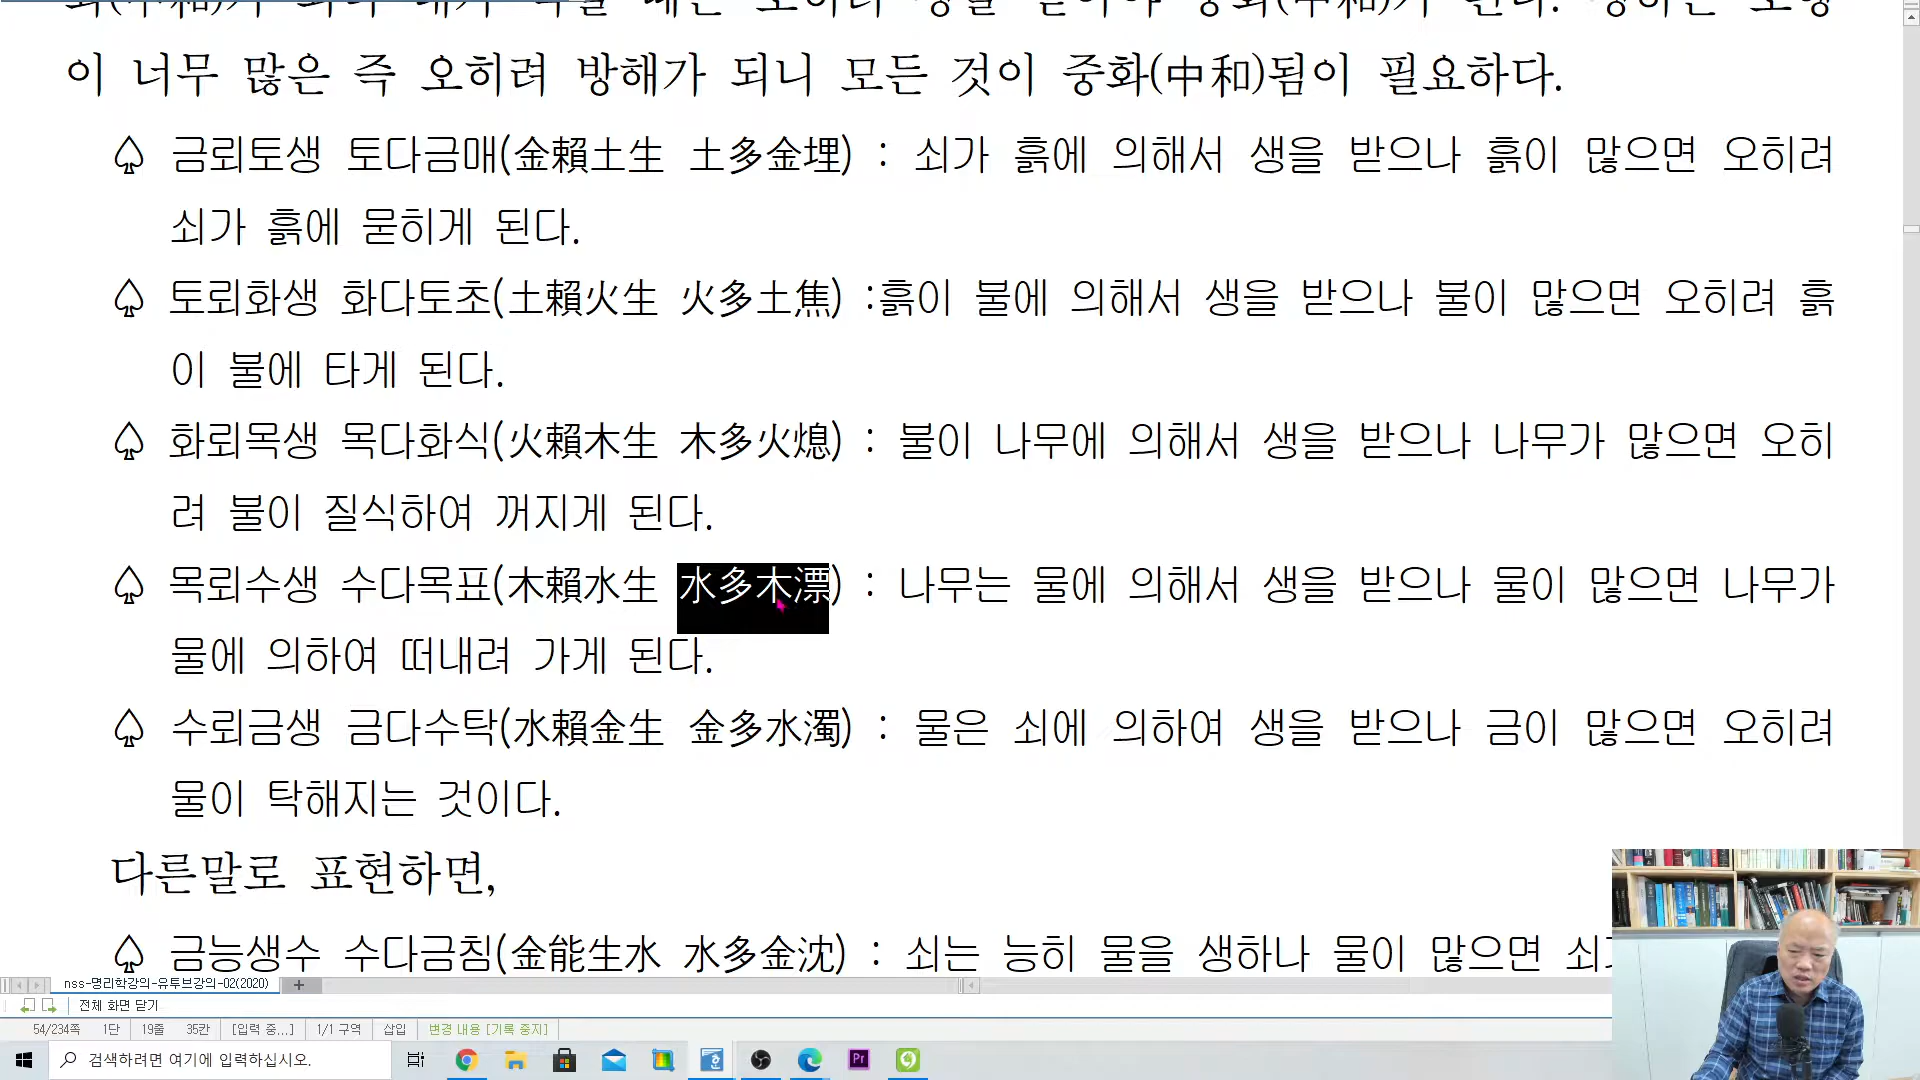 이 너무 많은 즉 오히려 방해가 되니 모든 것이 중화(中和)됨이 필요하다.
♤ 금뢰토생 토다금매(金賴土生 土多金埋) : 쇠가 흙에 의해서 생을 받으나 흙이 많으면 오히려
쇠가 흙에 묻히게 된다.
♤ 토뢰화생 화다토초(土賴火生 火多土焦) :흙이 불에 의해서 생을 받으나 불이 많으면 오히려 흙
이 불에 타게 된다.
♤ 화뢰목생 목다화식(火賴木生 木多火熄) : 불이 나무에 의해서 생을 받으나 나무가 많으면 오히
려 불이 질식하여 꺼지게 된다.
♤ 목뢰수생 수다목표(木賴水生 水多木漂) : 나무는 물에 의해서 생을 받으나 물이 많으면 나무가
물에 의하여 떠내려 가게 된다.
♤ 수뢰금생 금다수탁(水賴金生 金多水濁) : 물은 쇠에 의하여 생을 받으나 금이 많으면 오히려
물이 탁해지는 것이다.
다른말로 표현하면,
♤ 금능생수 수다금침(金能生水 水多金沈) : 쇠는 능히 물을 생하나 물이 많으면
nss-명리학강의-유투브강의-02(2020)
전체 화면 닫기
54/234쪽 1단 19줄 35칸 [입력 중...] 1/1 구역 삽입 변경 내용 [기록 중지]
검색하려면 여기에 입력하십시오.
Pr